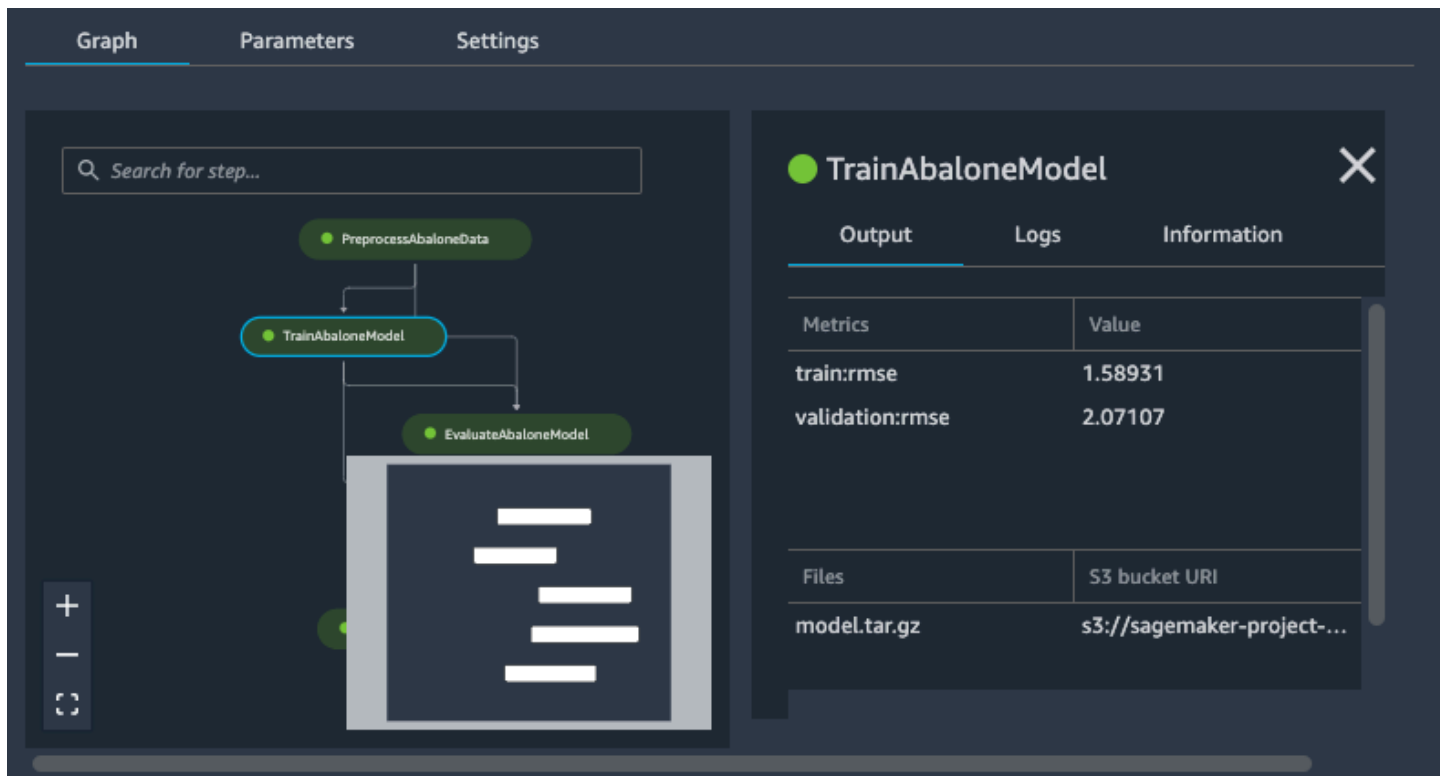 Graph Parameters Settings
Search for step...
PreprocessAbaloneData
TrainAbaloneModel
EvaluateAbaloneModel
TrainAbaloneModel
Output Logs Information
Metrics Value
train:rmse 1.58931
validation:rmse 2.07107
Files S3 bucket URI
model.tar.gz s3://sagemaker-project-...